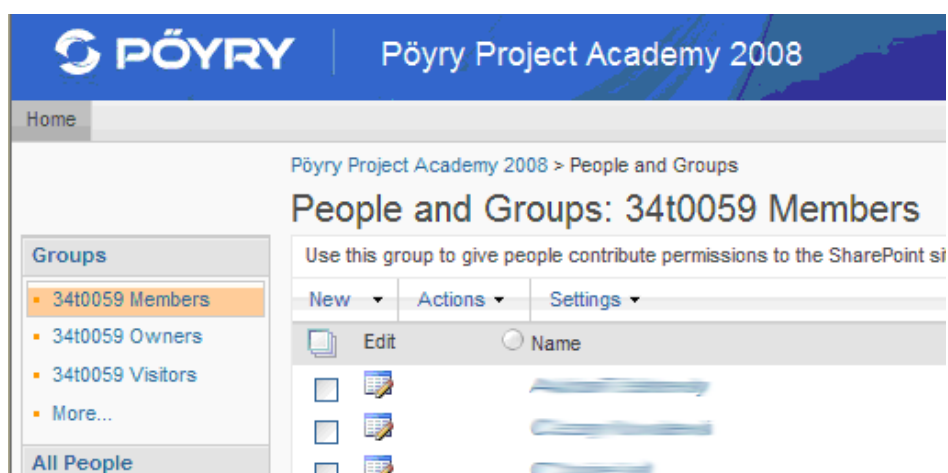 PÖYRY Pöyry Project Academy 2008
Home
Pöyry Project Academy 2008 > People and Groups
People and Groups: 34t0059 Members
Groups
Use this group to give people contribute permissions to the SharePoint
34t0059 Members
New Actions Settings
34t0059 Owners
Edit Name
34t0059 Visitors
More...
All People